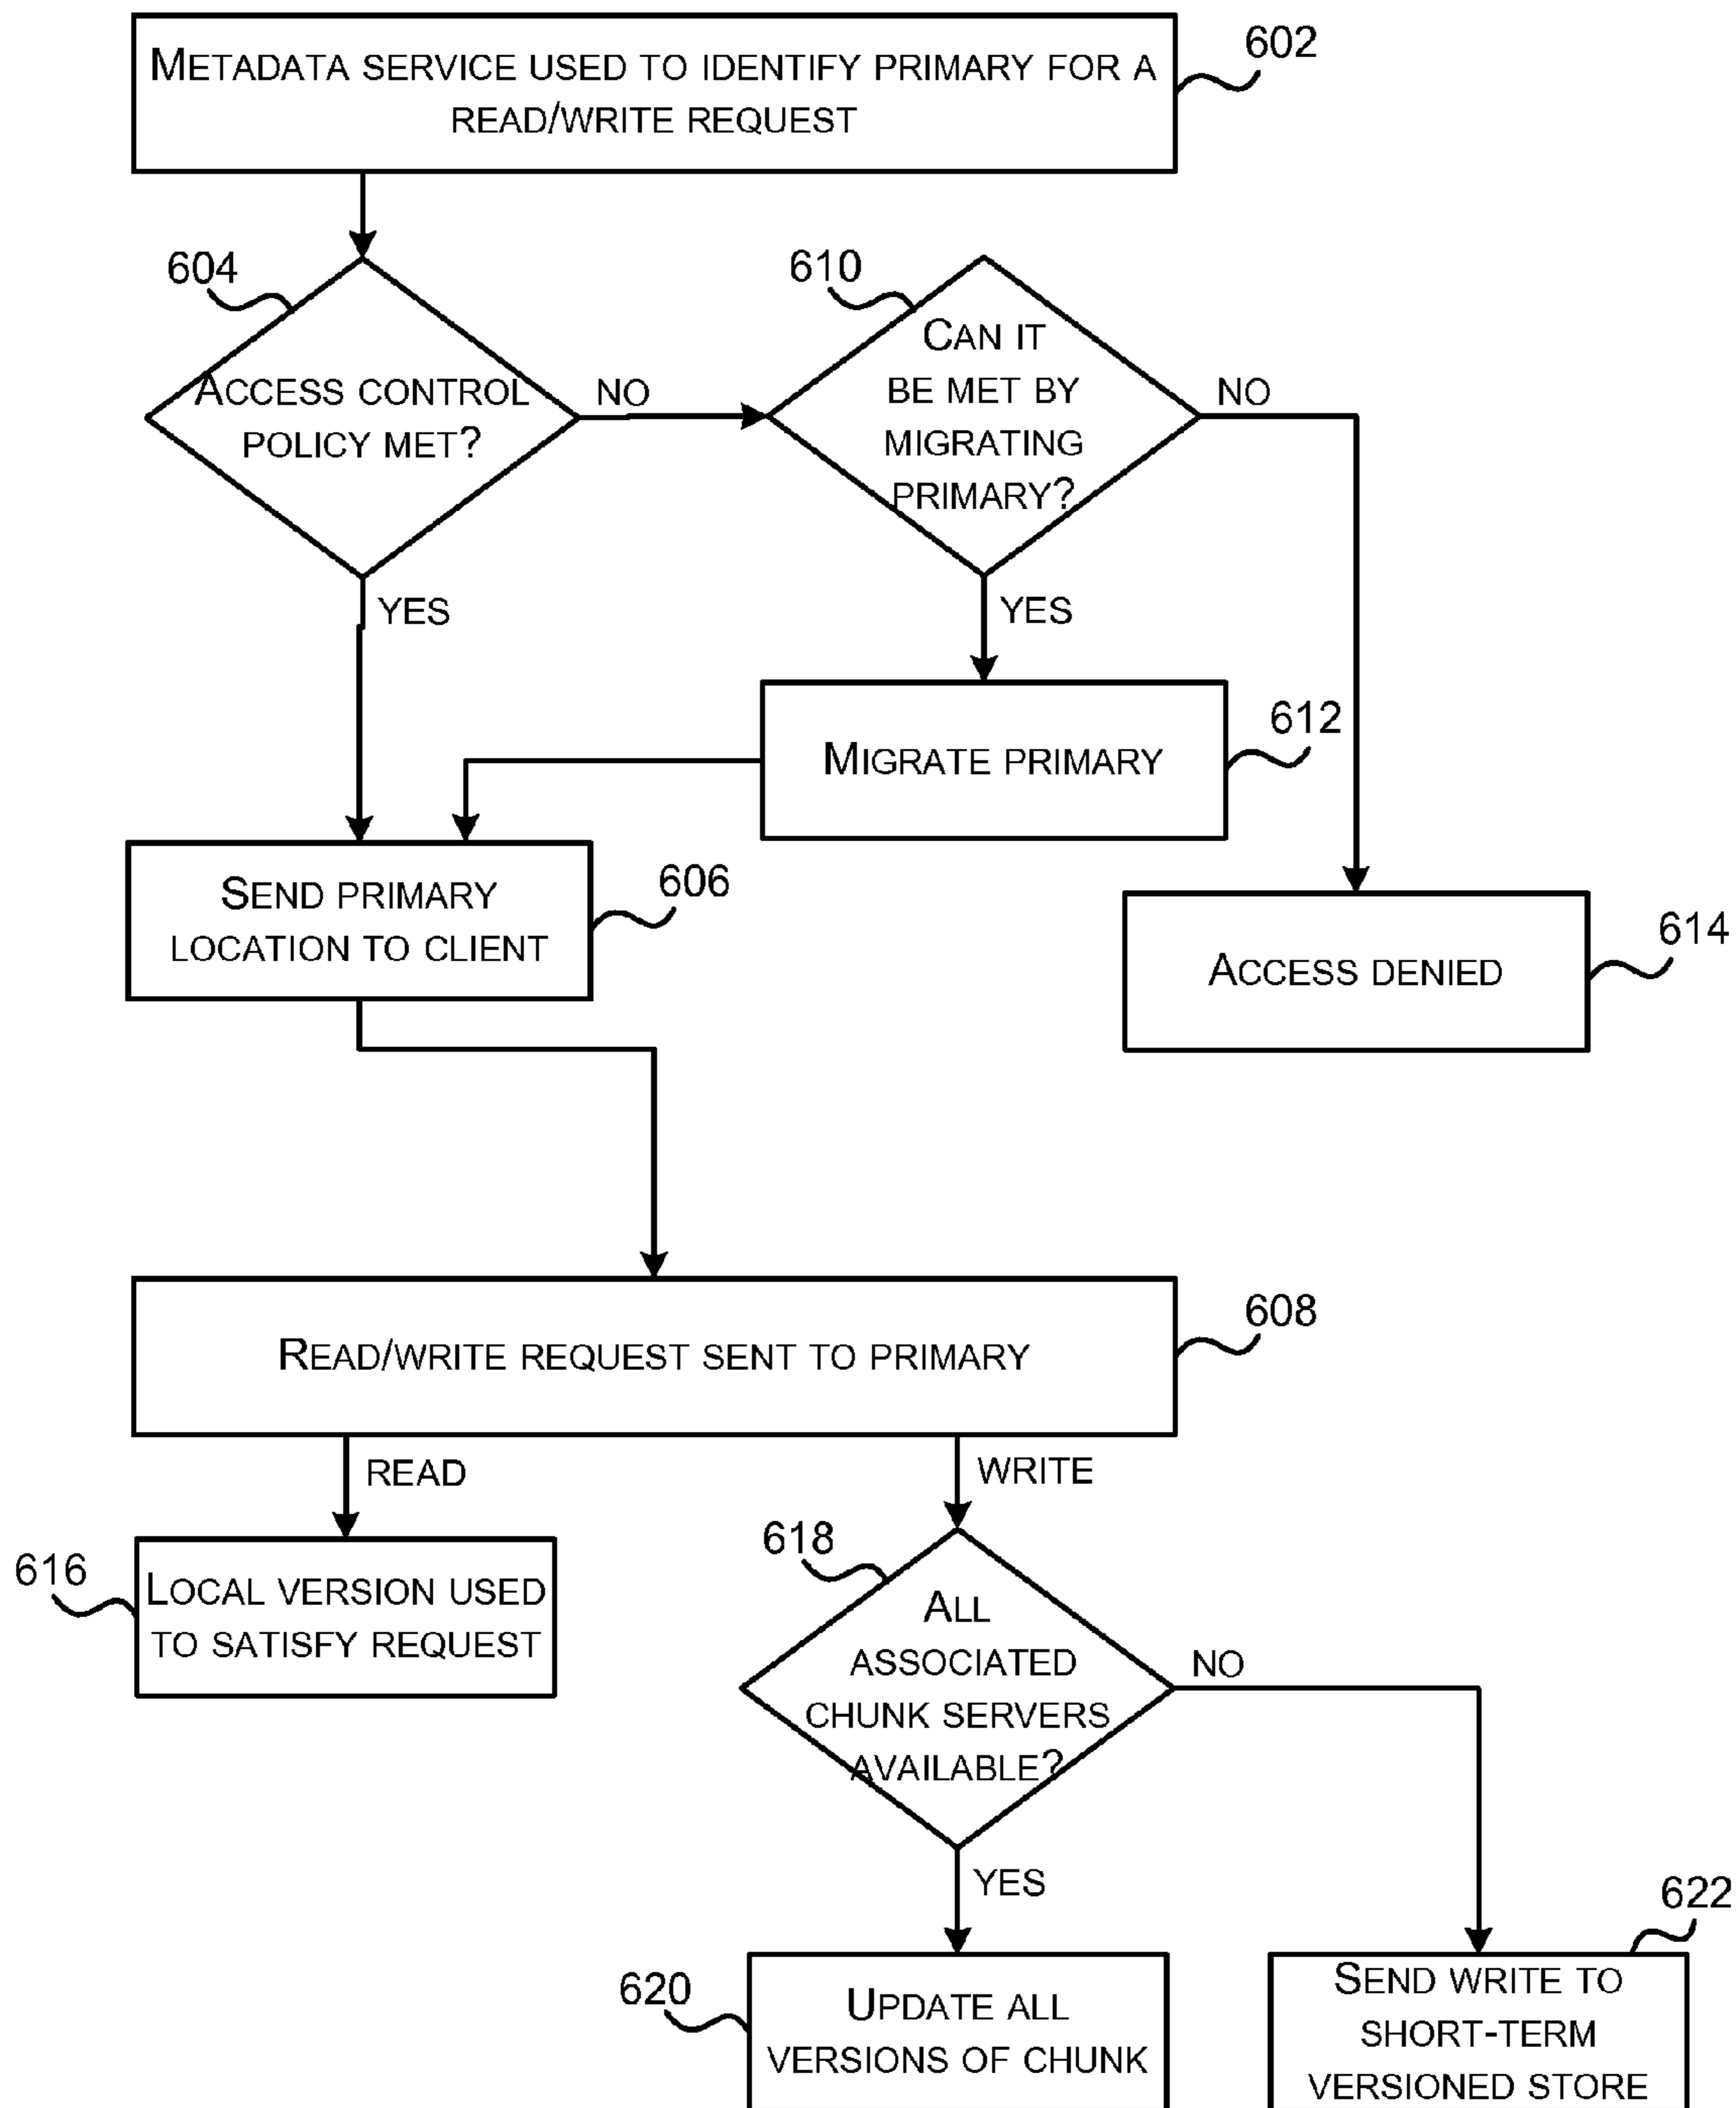 METADATA SERVICE USED TO IDENTIFY PRIMARY FOR A
READ/WRITE REQUEST
602
604
ACCESS CONTROL
POLICY MET?
NO
YES
610
CAN IT
BE MET BY
MIGRATING
PRIMARY?
NO
YES
MIGRATE PRIMARY
612
SEND PRIMARY
LOCATION TO CLIENT
606
ACCESS DENIED
614
READ/WRITE REQUEST SENT TO PRIMARY
608
READ
WRITE
616
LOCAL VERSION USED
TO SATISFY REQUEST
618
ALL
ASSOCIATED
CHUNK SERVERS
AVAILABLE?
NO
YES
620
UPDATE ALL
VERSIONS OF CHUNK
622
SEND WRITE TO
SHORT-TERM
VERSIONED STORE